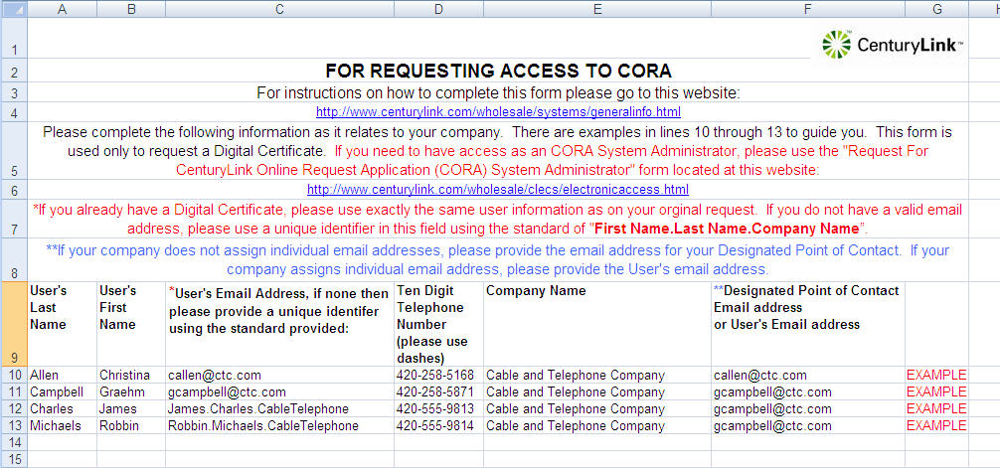 A B C D E F G H
1 CenturyLink™
2 FOR REQUESTING ACCESS TO CORA
3 For instructions on how to complete this form please go to this website:
4 http://www.centurylink.com/wholesale/systems/generalinfo.html
Please complete the following information as it relates to your company. There are examples in lines 10 through 13 to guide you. This form is
used only to request a Digital Certificate. If you need to have access as an CORA System Administrator, please use the "Request For
5 CenturyLink Online Request Application (CORA) System Administrator" form located at this website:
6 http://www.centurylink.com/wholesale/clecs/electronicaccess.html
*If you already have a Digital Certificate, please use exactly the same user information as on your orginal request. If you do not have a valid email
7 address, please use a unique identifier in this field using the standard of "First Name.Last Name.Company Name".
**If your company does not assign individual email addresses, please provide the email address for your Designated Point of Contact. If your
8 company assigns individual email address, please provide the User's email address.
User's Last Name
User's First Name
*User's Email Address, if none then
please provide a unique identifer
using the standard provided:
Ten Digit
Telephone
Number
(please use
dashes)
Company Name
**Designated Point of Contact
Email address
or User's Email address
9
10 Allen Christina callen@ctc.com 420-258-5168 Cable and Telephone Company callen@ctc.com EXAMPLE
11 Campbell Graehm gcampbell@ctc.com 420-258-5871 Cable and Telephone Company gcampbell@ctc.com EXAMPLE
12 Charles James James.Charles.CableTelephone 420-555-9813 Cable and Telephone Company gcampbell@ctc.com EXAMPLE
13 Michaels Robbin Robbin.Michaels.CableTelephone 420-555-9814 Cable and Telephone Company gcampbell@ctc.com EXAMPLE
14
15